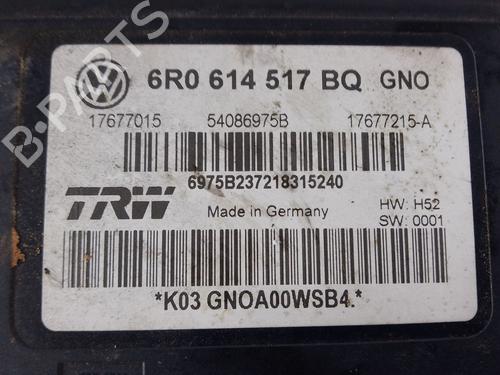 6R0 614 517 BQ GNO
17677015 54086975B 17677215-A
6975B237218315240
TRW
Made in Germany
HW: H52
SW: 0001
*K03 GNOA00WSB4.*
B-PARTS